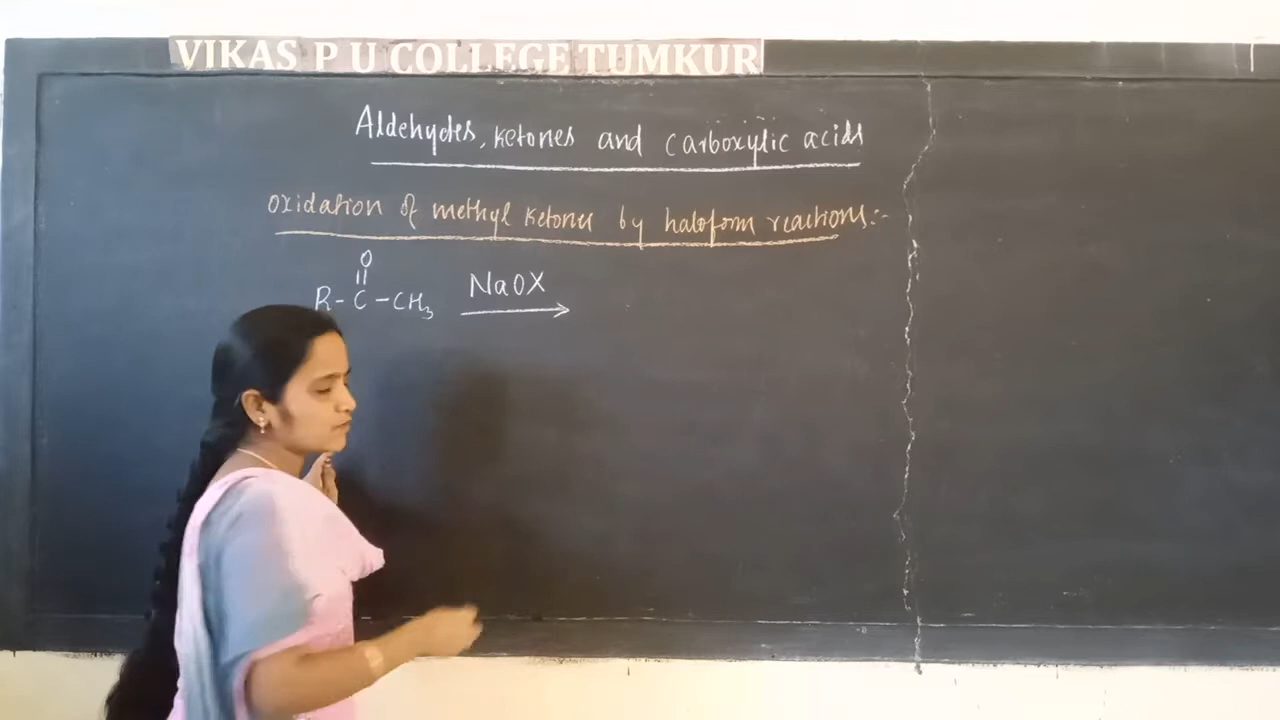 VIKAS P U COLLEGE TUMKUR
Aldehydes, ketones and carboxylic acids
oxidation of methyl ketones by haloform reactions:-
O
||
R-C-CH₃ NaOX →